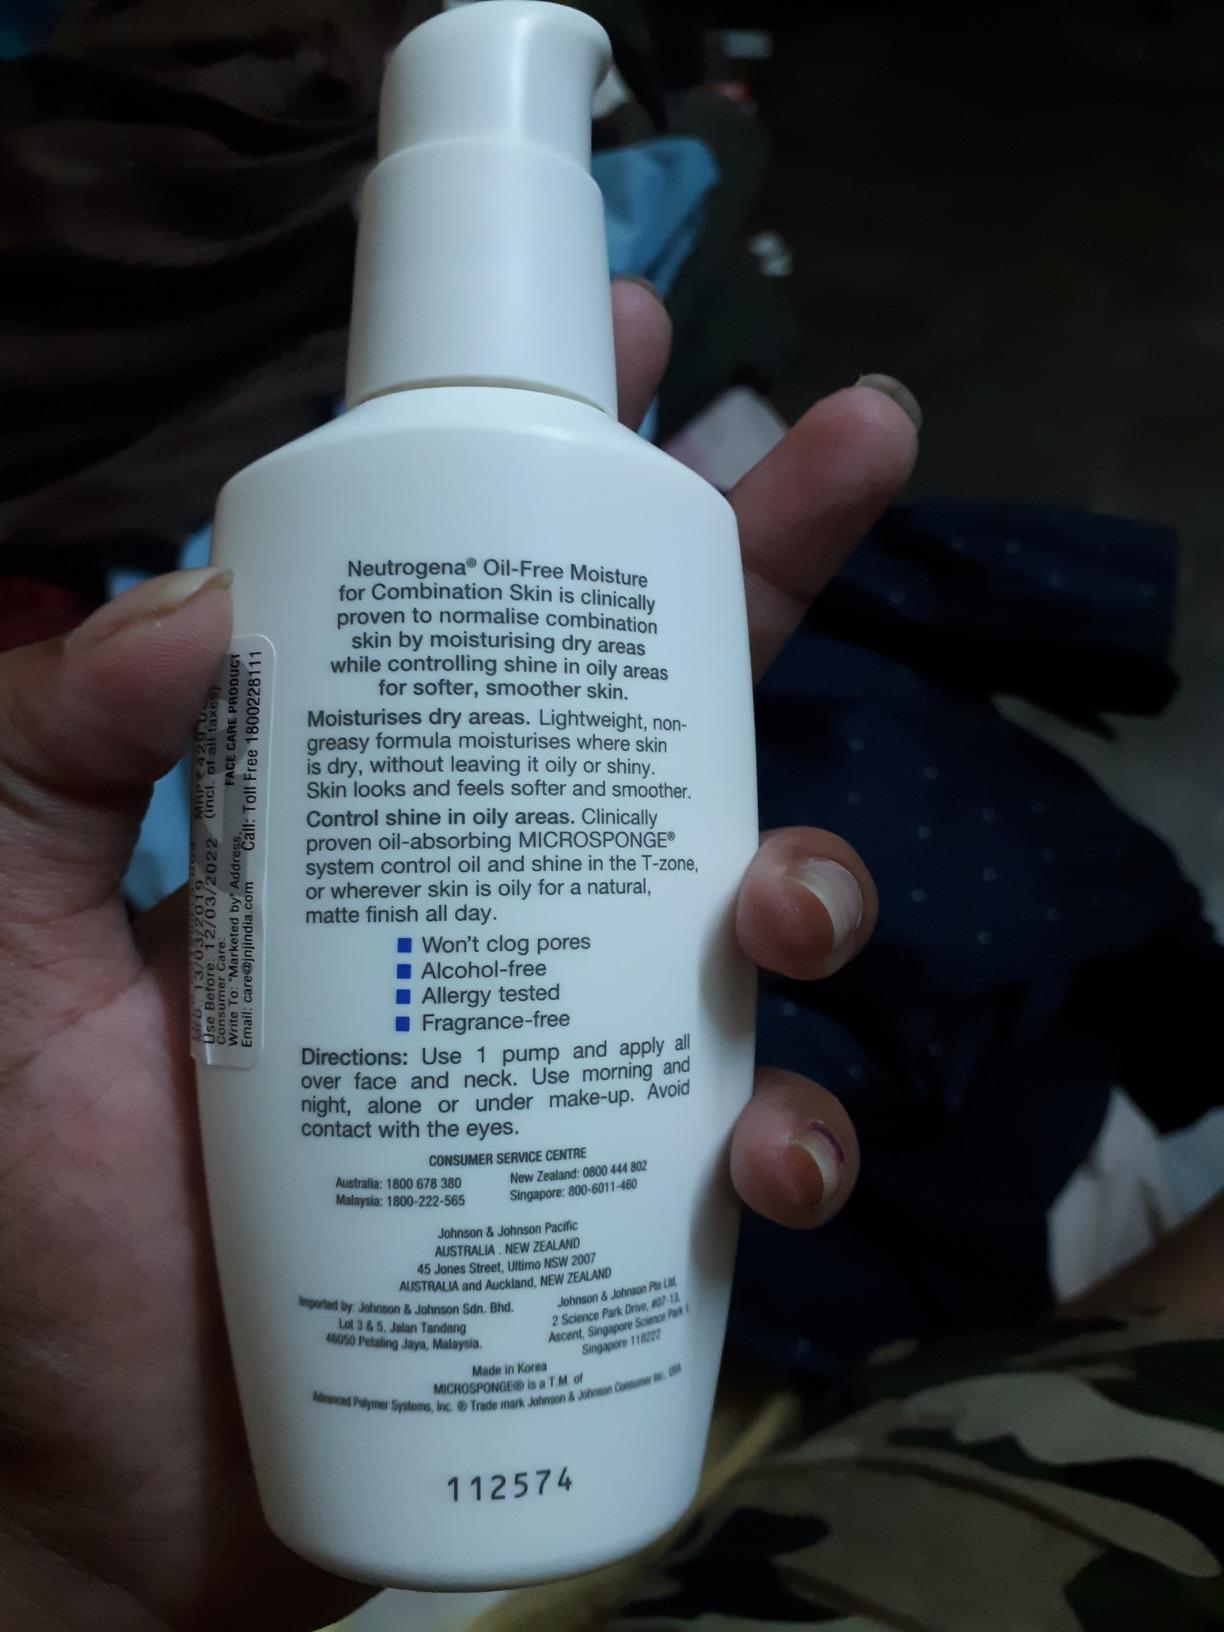 Neutrogena® Oil-Free Moisture
for Combination Skin is clinically
proven to normalise combination
skin by moisturising dry areas
while controlling shine in oily areas
for softer, smoother skin.
Moisturises dry areas. Lightweight, non-
greasy formula moisturises where skin
is dry, without leaving it oily or shiny.
Skin looks and feels softer and smoother.
Control shine in oily areas. Clinically
proven oil-absorbing MICROSPONGE®
system control oil and shine in the T-zone,
or wherever skin is oily for a natural,
matte finish all day.
Won't clog pores
Alcohol-free
Allergy tested
Fragrance-free
Directions: Use 1 pump and apply all
over face and neck. Use morning and
night, alone or under make-up. Avoid
contact with the eyes.
CONSUMER SERVICE CENTRE
Australia: 1800 678 380
Malaysia: 1800-222-565
New Zealand: 0800 444 802
Singapore: 800-6011-460
Johnson & Johnson Pacific
AUSTRALIA . NEW ZEALAND
45 Jones Street, Ultimo NSW 2007
AUSTRALIA and Auckland, NEW ZEALAND
Imported by: Johnson & Johnson Sdn. Bhd.
Lot 3 & 5, Jalan Tandang
46050 Petaling Jaya, Malaysia.
Johnson & Johnson Pte Ltd.
2 Science Park Drive, #07-13,
Ascent, Singapore Science Park
Singapore 118222
Made in Korea
MICROSPONGE® is a T.M. of
Advanced Polymer Systems, Inc. ® Trade mark Johnson & Johnson Consumer Inc., USA
112574
13/03/2019 MRP ₹ 429.0
Use Before: 12/03/2022 (incl. of all taxes)
Consumer Care: FACE CARE PRODUCT
Write To: "Marketed by" Address,
Email: care@jnjindia.com Call: Toll Free 1800228111